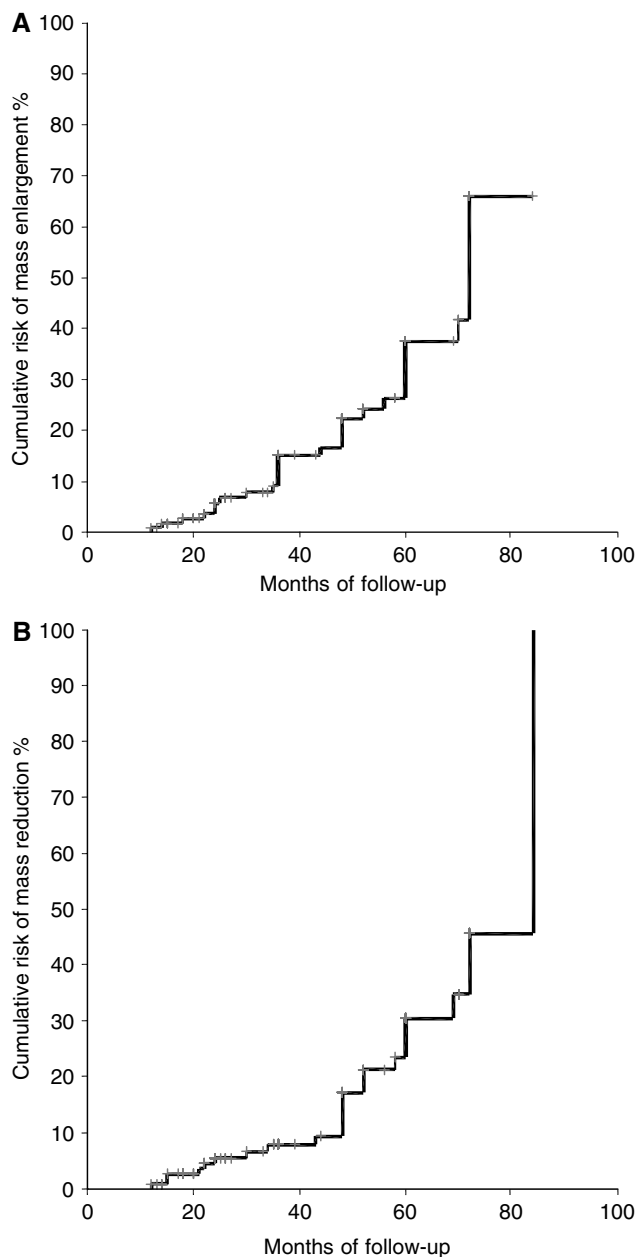 A
Cumulative risk of mass enlargement %
100
90
80
70
60
50
40
30
20
10
0
0 20 40 60 80 100
Months of follow-up
B
Cumulative risk of mass reduction %
100
90
80
70
60
50
40
30
20
10
0
0 20 40 60 80 100
Months of follow-up